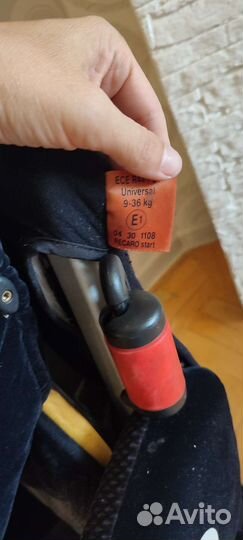 ECE R44
Universal
9-36 kg
E1
04 30 1108
RECARO start
Avito